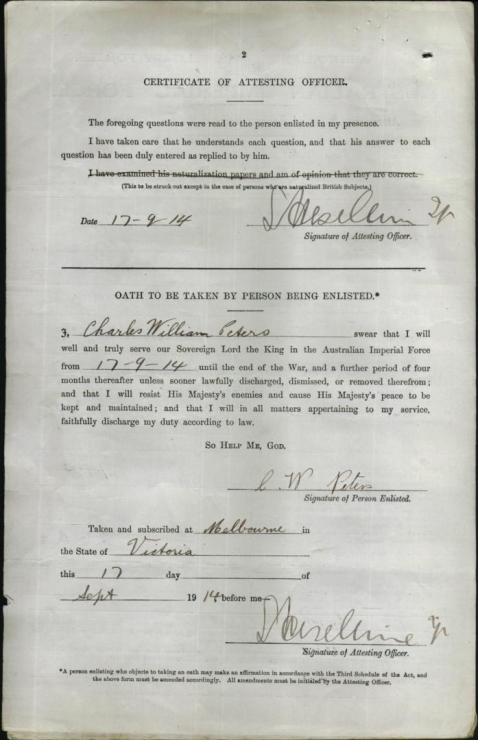 2
CERTIFICATE OF ATTESTING OFFICER.
The foregoing questions were read to the person enlisted in my presence.
I have taken care that he understands each question, and that his answer to each
question has been duly entered as replied to by him.
I have examined his naturalization papers and am of opinion that they are correct.
(This to be struck out except in the case of persons who are naturalized British Subjects.)
Date 17-9-14
Signature of Attesting Officer.
OATH TO BE TAKEN BY PERSON BEING ENLISTED.*
I, Charles William Peters swear that I will
well and truly serve our Sovereign Lord the King in the Australian Imperial Force
from 17-9-14 until the end of the War, and a further period of four
months thereafter unless sooner lawfully discharged, dismissed, or removed therefrom;
and that I will resist His Majesty's enemies and cause His Majesty's peace to be
kept and maintained; and that I will in all matters appertaining to my service,
faithfully discharge my duty according to law.
SO HELP ME, GOD.
C. W Peters
Signature of Person Enlisted.
Taken and subscribed at Melbourne in
the State of Victoria
this 17 day of
Sept 1914 before me—
Signature of Attesting Officer.
*A person enlisting who objects to taking an oath may make an affirmation in accordance with the Third Schedule of the Act, and
the above form must be amended accordingly. All amendments must be initialed by the Attesting Officer.